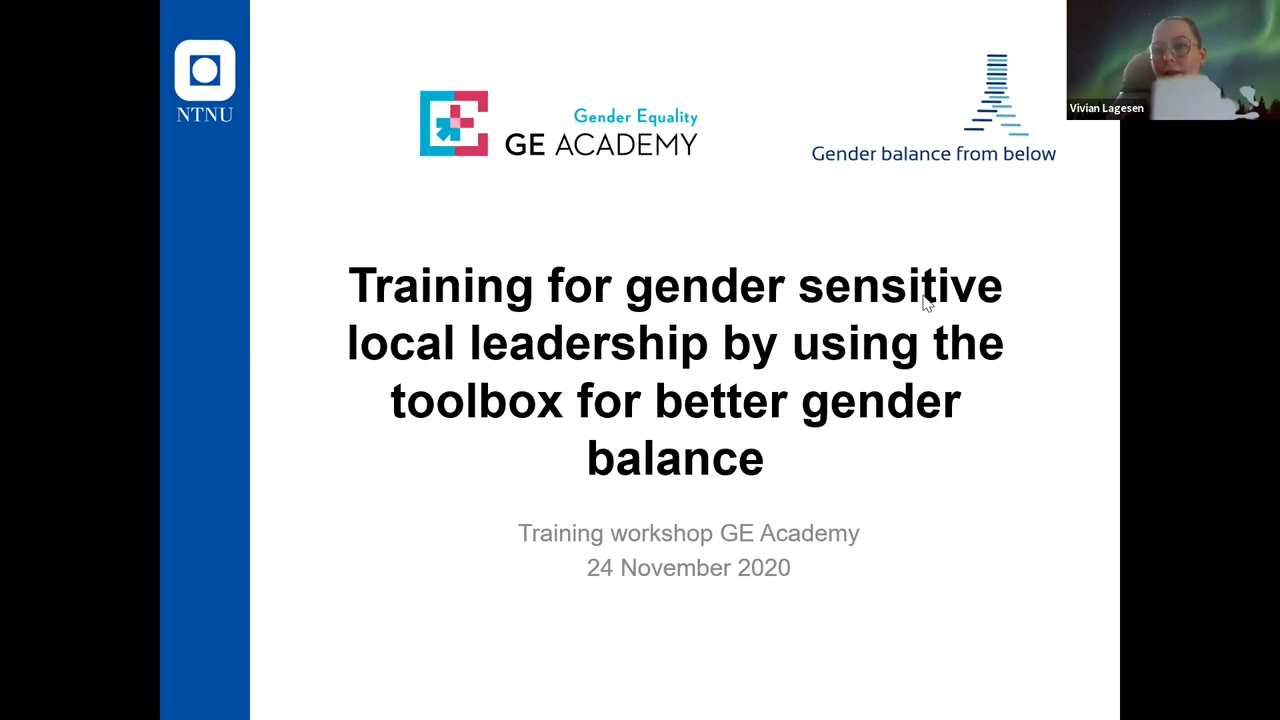 NTNU
Gender Equality
GE ACADEMY
Gender balance from below
Vivian Lagesen
Training for gender sensitive
local leadership by using the
toolbox for better gender
balance
Training workshop GE Academy
24 November 2020